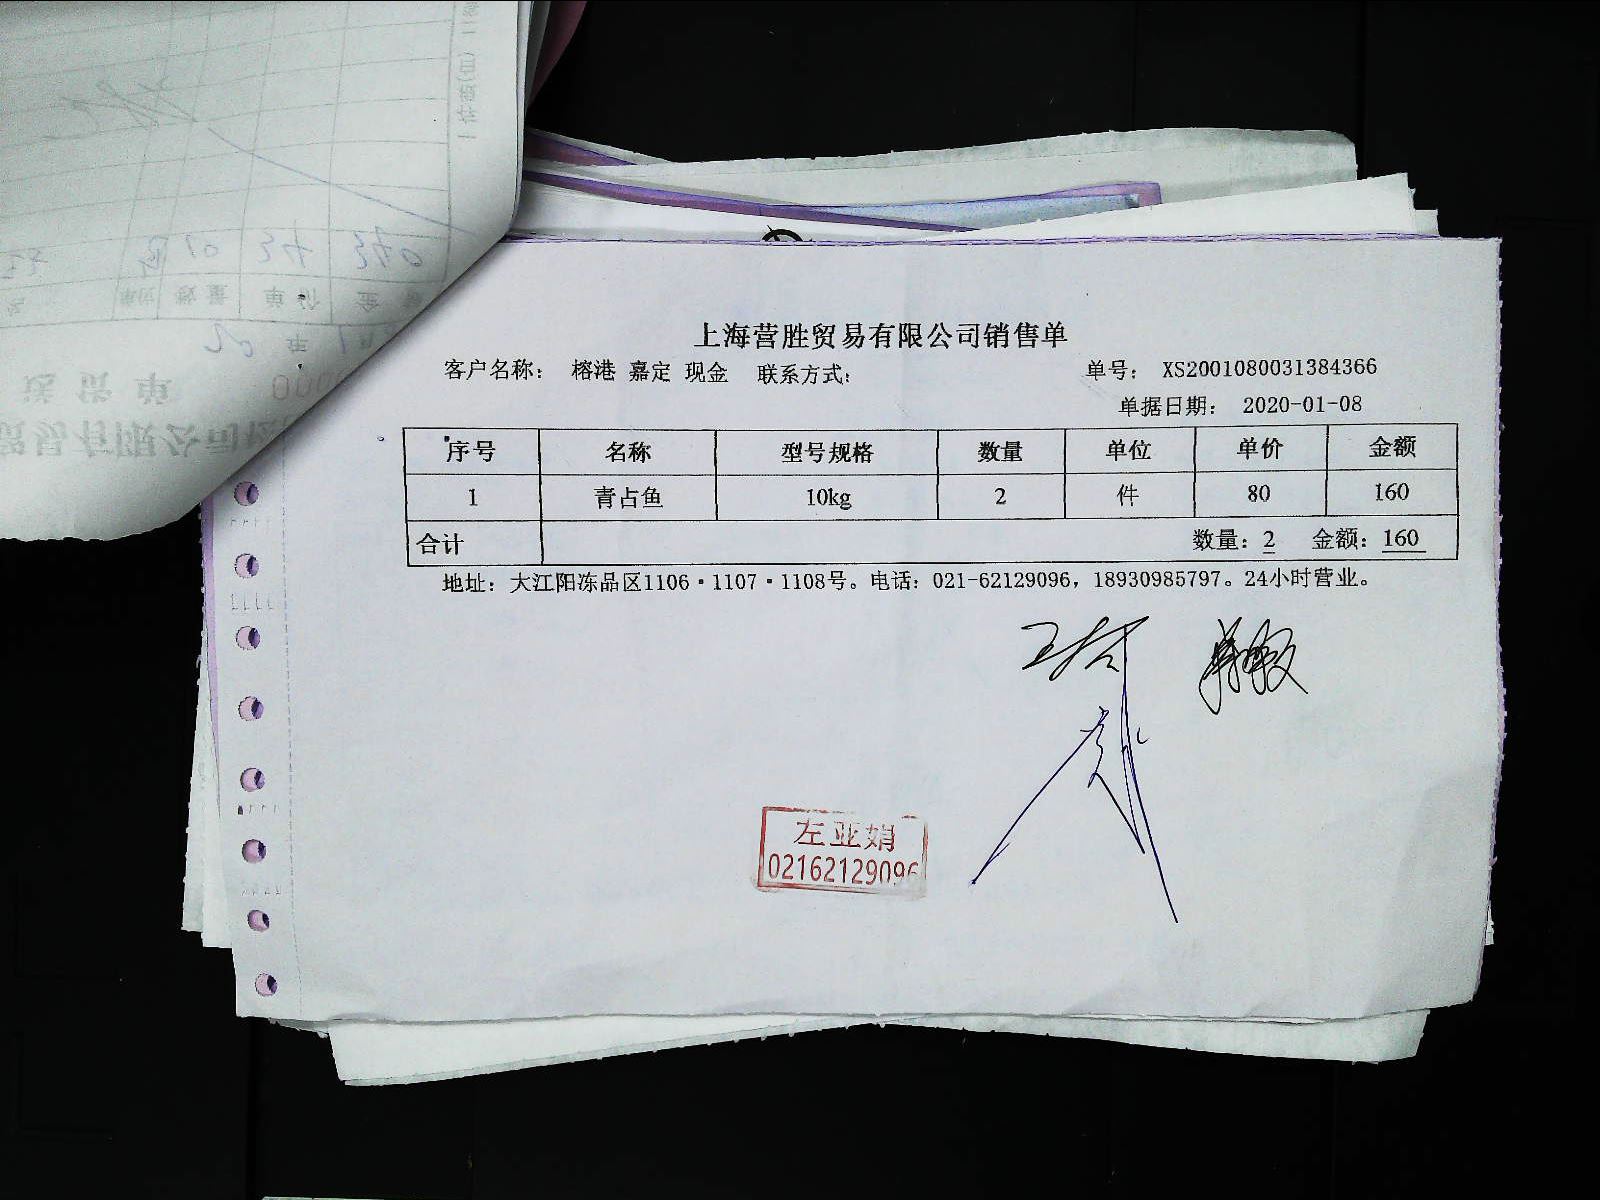 上海营胜贸易有限公司销售单
客户名称： 榕港 嘉定 现金 联系方式： 单号： XS2001080031384366
单据日期： 2020-01-08
序号 名称 型号规格 数量 单位 单价 金额
1 青占鱼 10kg 2 件 80 160
合计 数量：2 金额：160
地址：大江阳冻品区1106·1107·1108号。电话：021-62129096，18930985797。24小时营业。
左亚娟
02162129096